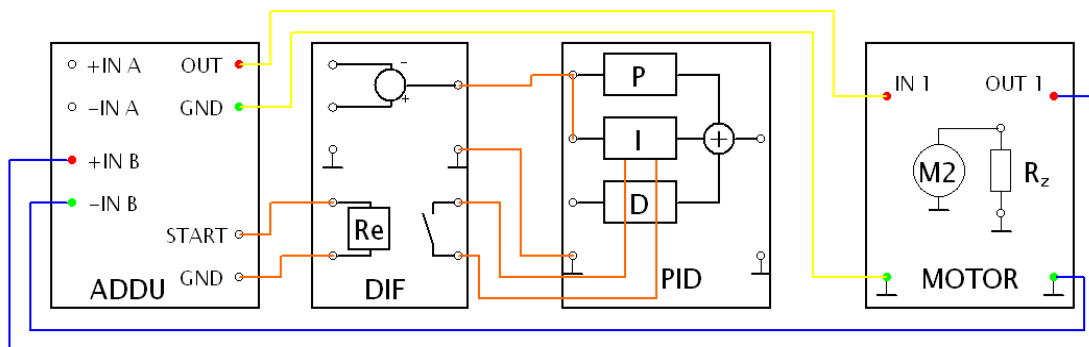 +IN A OUT
-IN A GND
+IN B
-IN B
START
GND
ADDU
-
+
Re
DIF
P
I
D
+
PID
IN 1 OUT 1
M2 Rz
MOTOR